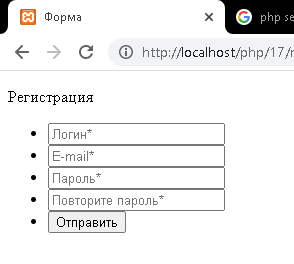 Форма
php se
http://localhost/php/17/r
Регистрация
Логин*
E-mail*
Пароль*
Повторите пароль*
Отправить